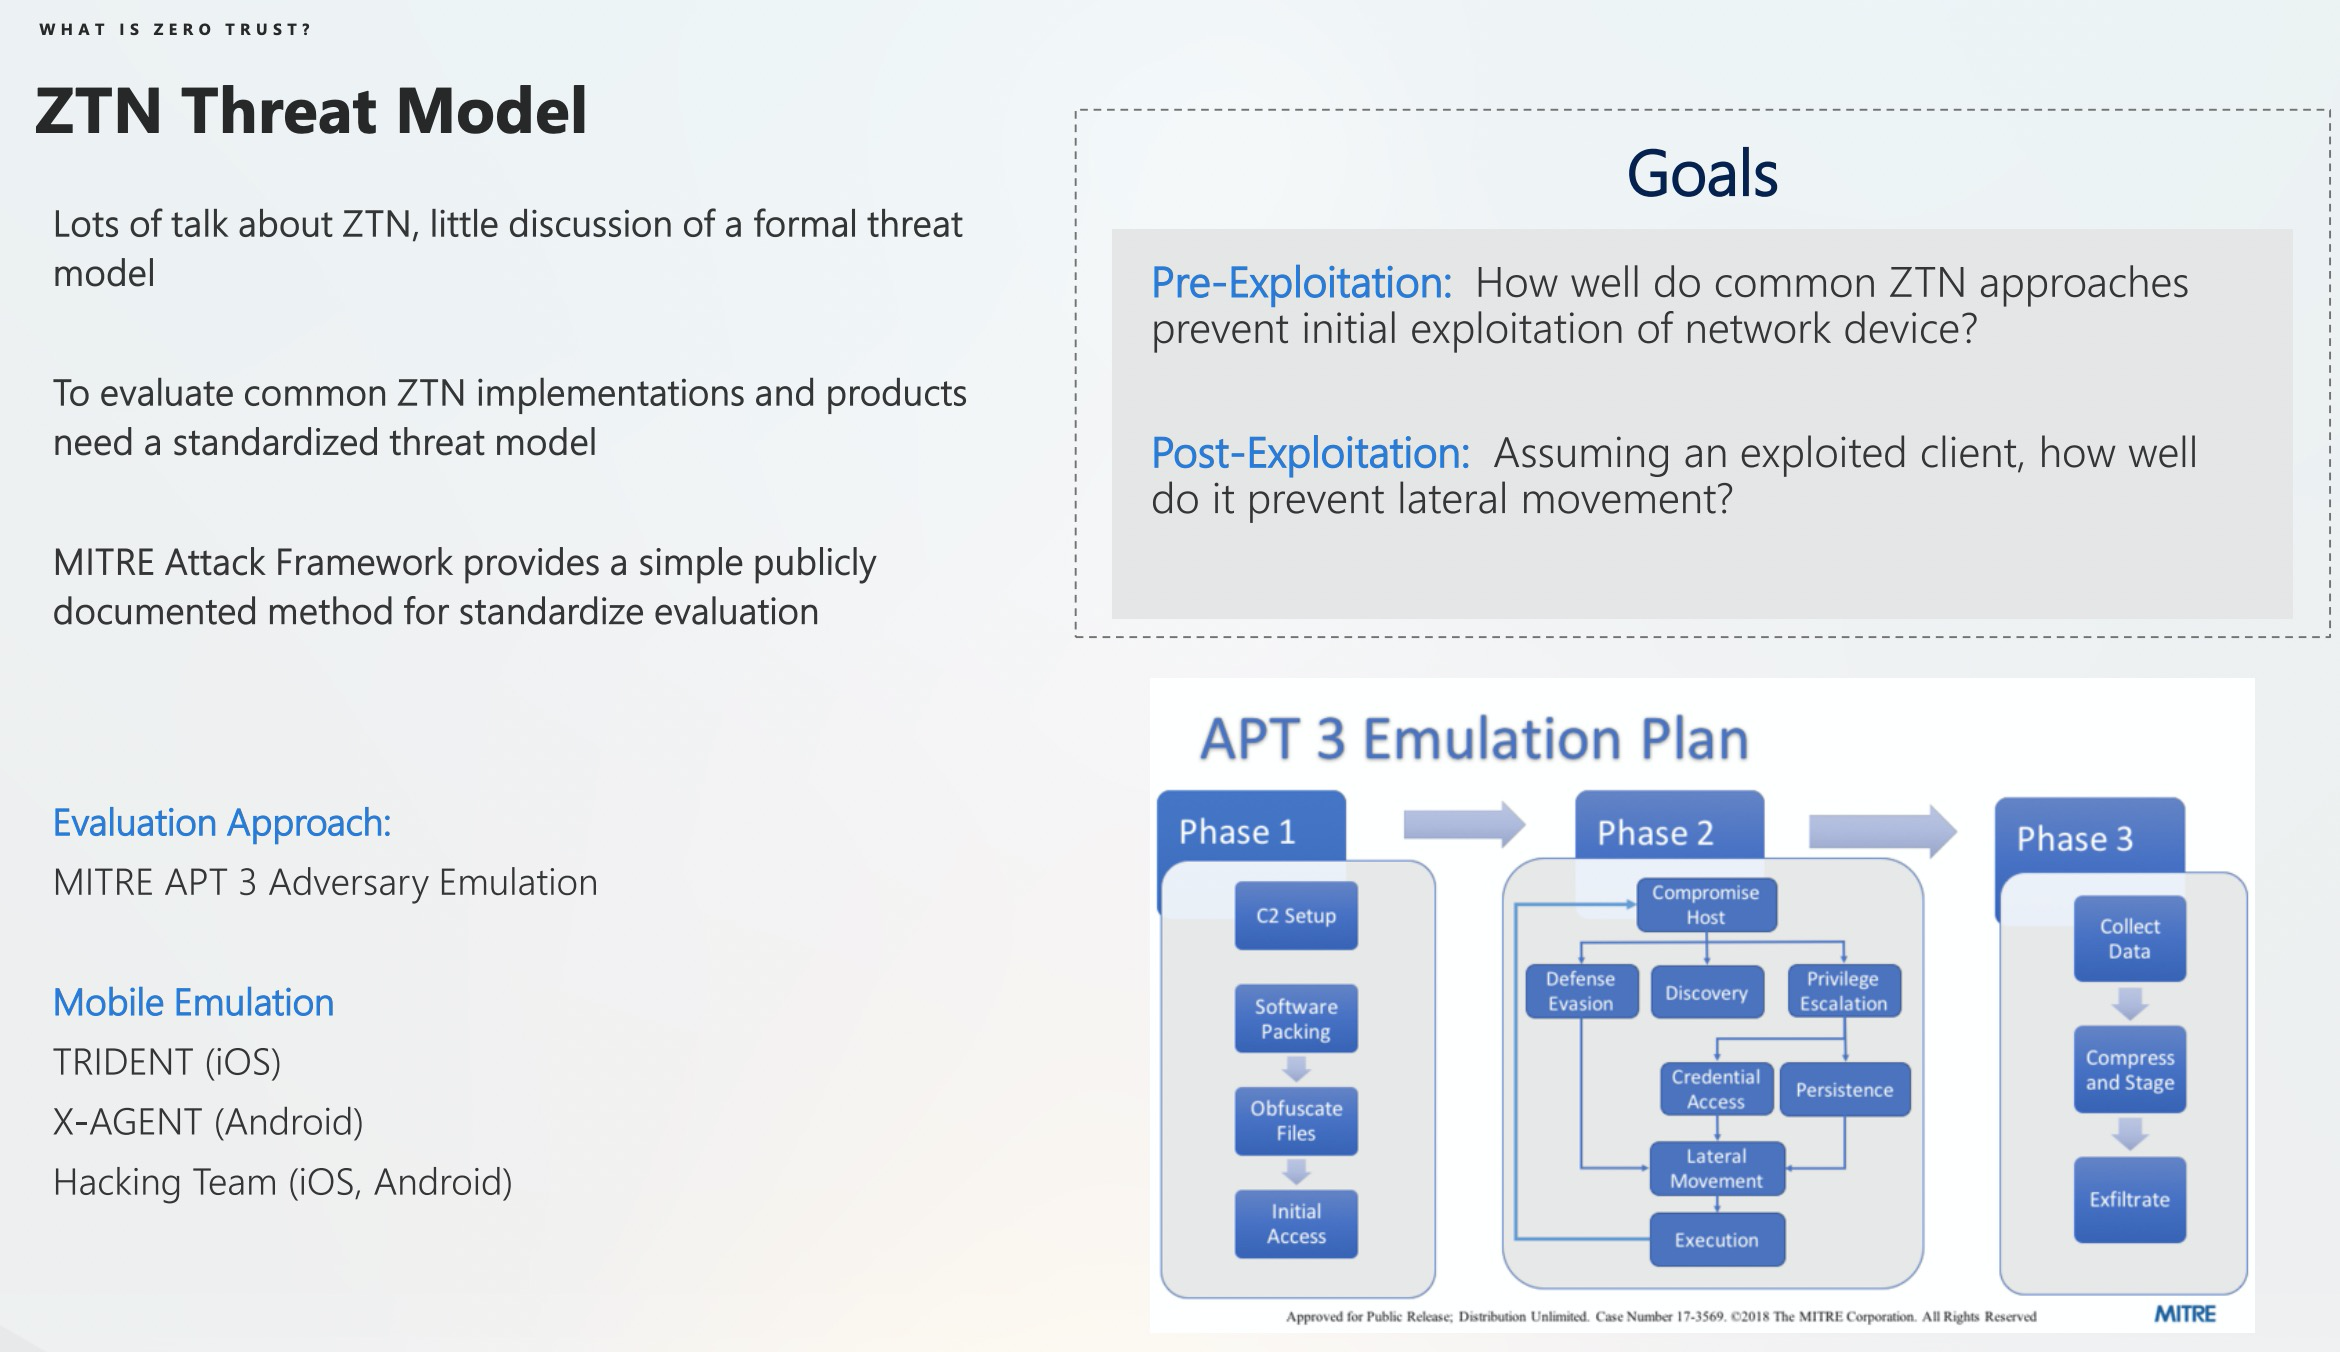 WHAT IS ZERO TRUST?
ZTN Threat Model
Lots of talk about ZTN, little discussion of a formal threat
model
To evaluate common ZTN implementations and products
need a standardized threat model
MITRE Attack Framework provides a simple publicly
documented method for standardize evaluation
Evaluation Approach:
MITRE APT 3 Adversary Emulation
Mobile Emulation
TRIDENT (iOS)
X-AGENT (Android)
Hacking Team (iOS, Android)
Goals
Pre-Exploitation: How well do common ZTN approaches
prevent initial exploitation of network device?
Post-Exploitation: Assuming an exploited client, how well
do it prevent lateral movement?
APT 3 Emulation Plan
Phase 1
C2 Setup
Software
Packing
Obfuscate
Files
Initial
Access
Phase 2
Compromise
Host
Defense
Evasion
Discovery
Privilege
Escalation
Credential
Access
Persistence
Lateral
Movement
Execution
Phase 3
Collect
Data
Compress
and Stage
Exfiltrate
Approved for Public Release; Distribution Unlimited. Case Number 17-3569. ©2018 The MITRE Corporation. All Rights Reserved
MITRE